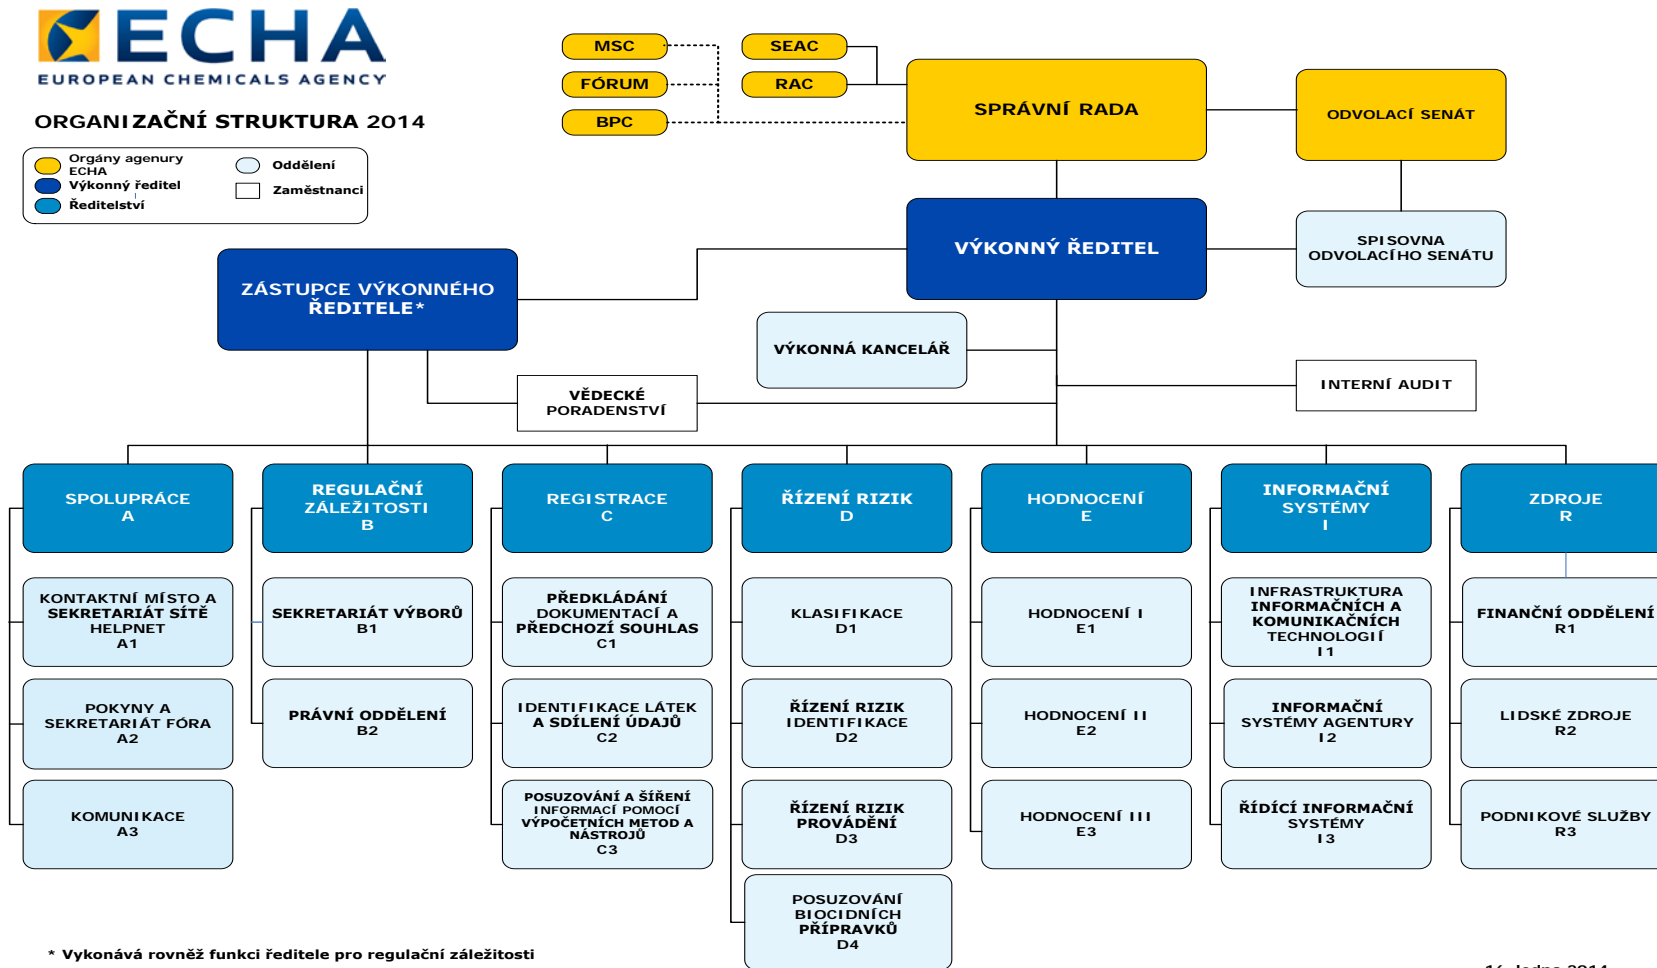 ECHA
EUROPEAN CHEMICALS AGENCY
ORGANIZAČNÍ STRUKTURA 2014
Orgány agenury
ECHA
Výkonný ředitel
Ředitelství
Oddělení
Zaměstnanci
MSC
FÓRUM
BPC
SEAC
RAC
SPRÁVNÍ RADA
ODVOLACÍ SENÁT
VÝKONNÝ ŘEDITEL
SPISOVNA
ODVOLACÍHO SENÁTU
ZÁSTUPCE VÝKONNÉHO
ŘEDITELE*
VÝKONNÁ KANCELÁŘ
VĚDECKÉ
PORADENSTVÍ
INTERNÍ AUDIT
SPOLUPRÁCE
A
REGULAČNÍ
ZÁLEŽITOSTI
B
REGISTRACE
C
ŘÍZENÍ RIZIK
D
HODNOCENÍ
E
INFORMAČNÍ
SYSTÉMY
I
ZDROJE
R
KONTAKTNÍ MÍSTO A
SEKRETARIÁT SÍTĚ
HELPNET
A1
SEKRETARIÁT VÝBORŮ
B1
PŘEDKLÁDÁNÍ
DOKUMENTACÍ A
PŘEDCHOZÍ SOUHLAS
C1
KLASIFIKACE
D1
HODNOCENÍ I
E1
INFRASTRUKTURA
INFORMAČNÍCH A
KOMUNIKAČNÍCH
TECHNOLOGIÍ
I1
FINANČNÍ ODDĚLENÍ
R1
POKYNY A
SEKRETARIÁT FÓRA
A2
PRÁVNÍ ODDĚLENÍ
B2
IDENTIFIKACE LÁTEK
A SDÍLENÍ ÚDAJŮ
C2
ŘÍZENÍ RIZIK
IDENTIFIKACE
D2
HODNOCENÍ II
E2
INFORMAČNÍ
SYSTÉMY AGENTURY
I2
LIDSKÉ ZDROJE
R2
KOMUNIKACE
A3
POSUZOVÁNÍ A ŠÍŘENÍ
INFORMACÍ POMOCÍ
VÝPOČETNÍCH METOD A
NÁSTROJŮ
C3
ŘÍZENÍ RIZIK
PROVÁDĚNÍ
D3
HODNOCENÍ III
E3
ŘÍDÍCÍ INFORMAČNÍ
SYSTÉMY
I3
PODNIKOVÉ SLUŽBY
R3
POSUZOVÁNÍ
BIOCIDNÍCH
PŘÍPRAVKŮ
D4
* Vykonává rovněž funkci ředitele pro regulační záležitosti